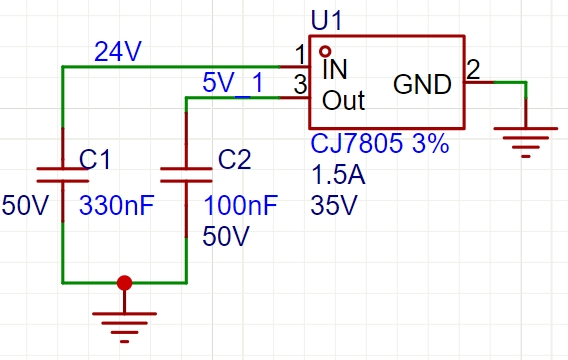 U1
24V
1
IN
5V_1
3
Out
GND
2
CJ7805 3%
1.5A
35V
C1
50V
330nF
C2
100nF
50V